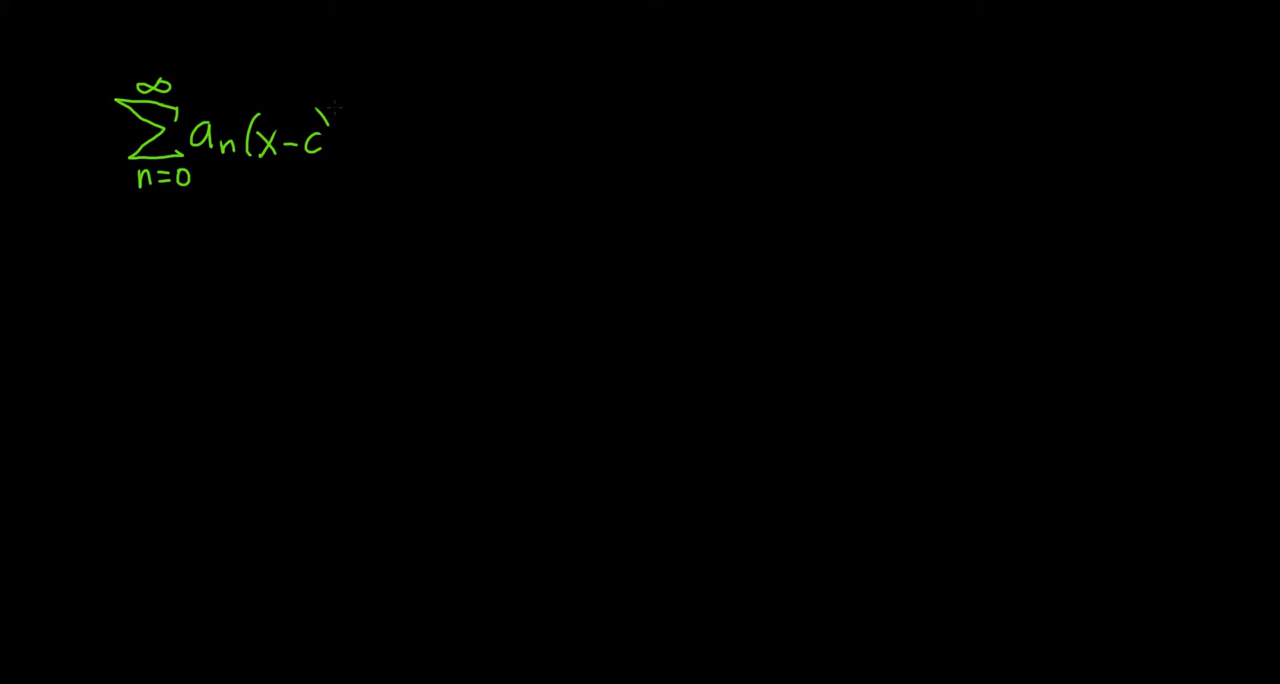 ∞
∑ aₙ(x-c)
n=0